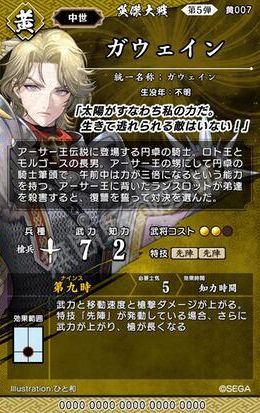 黄
中世
英傑大戦
第5弾
黄007
ガウェイン
統一名称：ガウェイン
生没年：不明
「太陽がすなわち私の力だ。
生きて逃れられる敵はいない！」
アーサー王伝説に登場する円卓の騎士。ロト王と
モルゴースの長男。アーサー王の甥にして円卓の
騎士筆頭で、午前中は力が三倍になるという能力
を持つ。アーサー王に背いたランスロットが弟達
を殺害すると、復讐を誓って対決を選んだ。
兵種 武力 知力 武将コスト
槍兵 7 2 特技 先陣 先陣
ナインス 必要士気 効果時間
第九時 5 知力時間
効果範囲
武力と移動速度と槍撃ダメージが上がる。
特技「先陣」が発動している場合、さらに
武力が上がり、槍が長くなる
Illustration.ひと和
©SEGA
0000 0000 0000 0000 0000